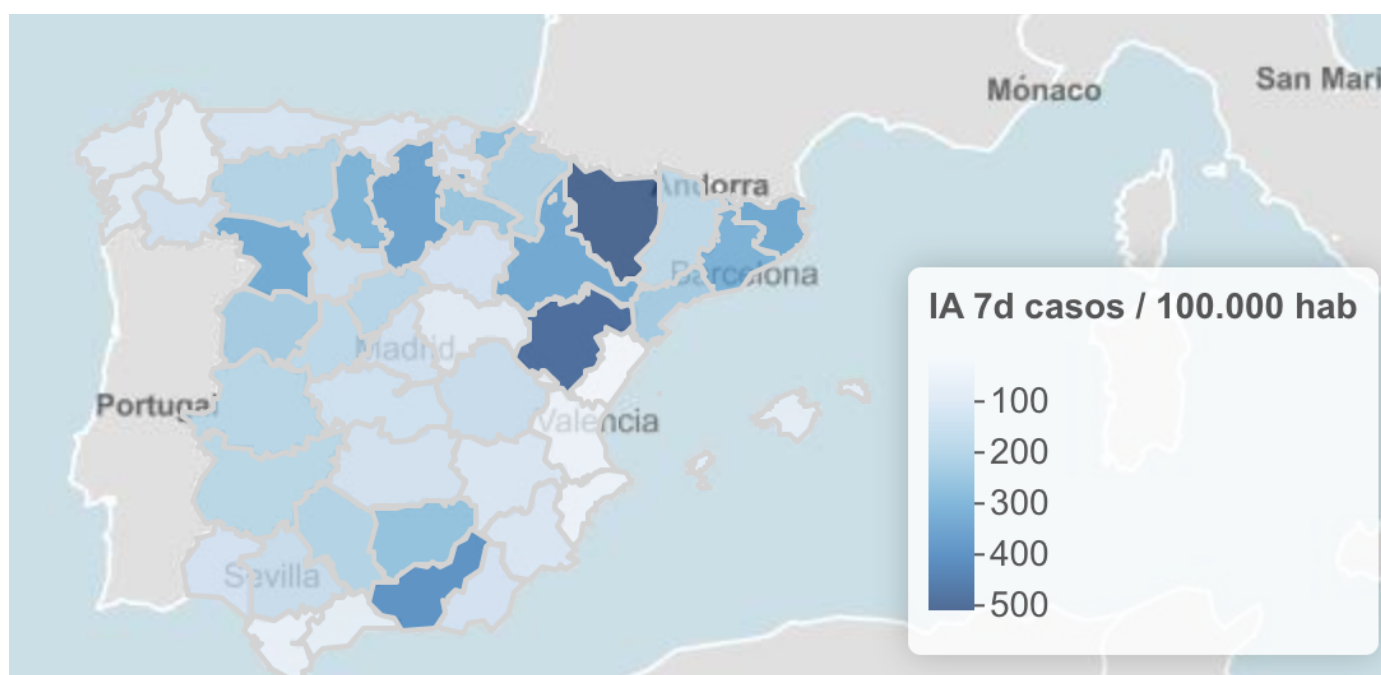 Mónaco
San Mari
Andorra
Barcelona
IA 7d casos / 100.000 hab
Madrid
100
Portugal
Valencia
200
300
400
Sevilla
500